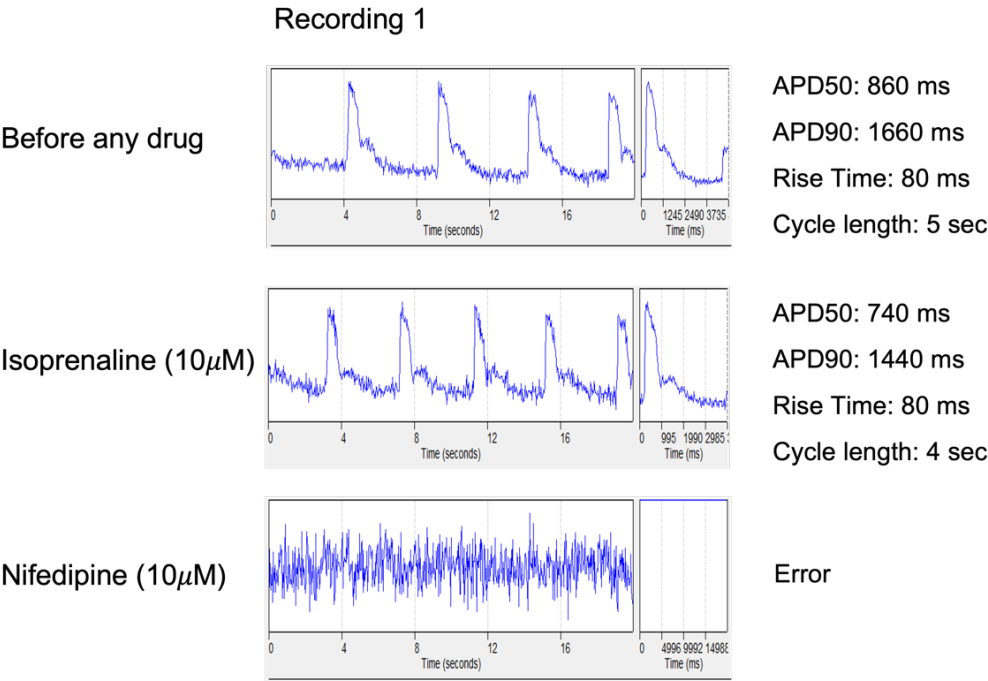 Recording 1
Before any drug
0 4 8 12 16
Time (seconds)
0 1245 2490 3735
Time (ms)
APD50: 860 ms
APD90: 1660 ms
Rise Time: 80 ms
Cycle length: 5 sec
Isoprenaline (10μM)
0 4 8 12 16
Time (seconds)
0 995 1990 2985
Time (ms)
APD50: 740 ms
APD90: 1440 ms
Rise Time: 80 ms
Cycle length: 4 sec
Nifedipine (10μM)
0 4 8 12 16
Time (seconds)
0 4996 9992
Time (ms)
Error